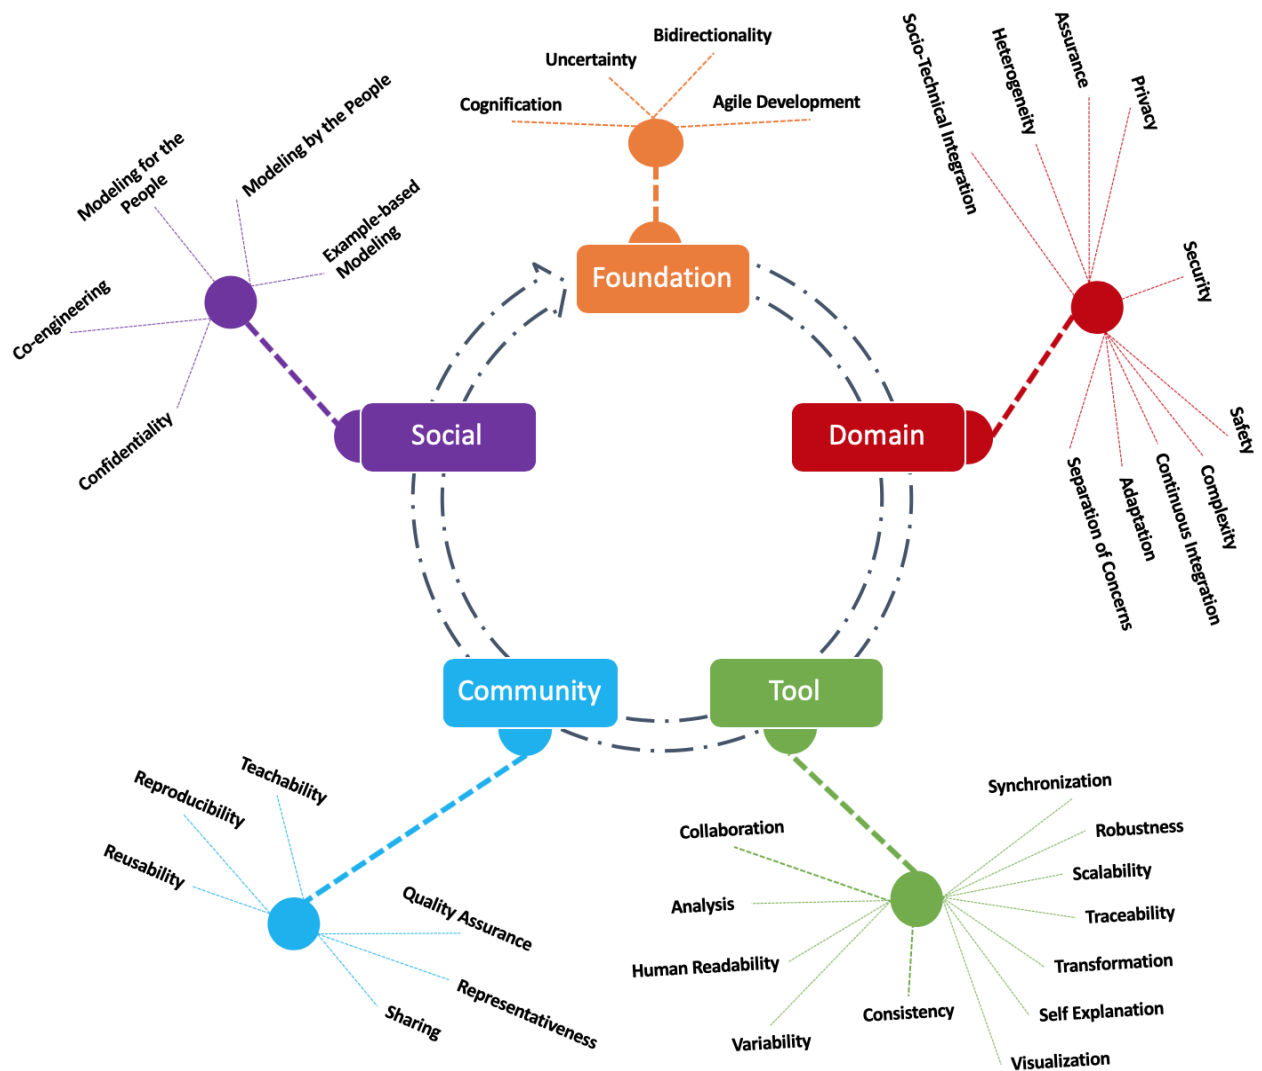 Bidirectionality
Uncertainty
Cognification
Agile Development
Foundation
Socio-Technical Integration
Heterogeneity
Assurance
Privacy
Security
Safety
Complexity
Continuous Integration
Adaptation
Separation of Concerns
Domain
Tool
Synchronization
Robustness
Scalability
Traceability
Transformation
Self Explanation
Visualization
Consistency
Variability
Human Readability
Analysis
Collaboration
Community
Teachability
Reproducibility
Reusability
Quality Assurance
Representativeness
Sharing
Social
Modeling for the
People
Modeling by the People
Example-based
Modeling
Co-engineering
Confidentiality